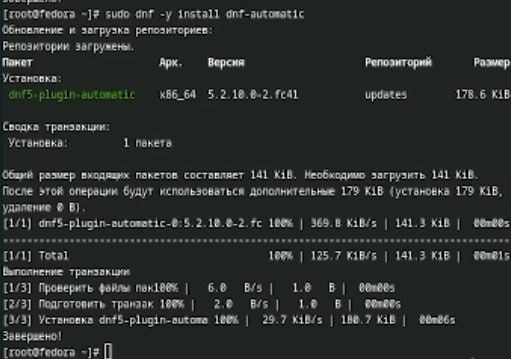 Завершено!
[root@fedora ~]# sudo dnf -y install dnf-automatic
Обновление и загрузка репозиториев:
Репозитории загружены.
Пакет Арх. Версия Репозиторий Размер
Установка:
dnf5-plugin-automatic x86_64 5.2.10.0-2.fc41 updates 178.6 KiB
Сводка транзакции:
Установка: 1 пакета
Общий размер входящих пакетов составляет 141 KiB. Необходимо загрузить 141 KiB.
После этой операции будут использоваться дополнительные 179 KiB (установка 179 KiB,
удаление 0 B).
[1/1] dnf5-plugin-automatic-0:5.2.10.0-2.fc 100% | 369.8 KiB/s | 141.3 KiB | 00m00s
[1/1] Total 100% | 125.7 KiB/s | 141.3 KiB | 00m01s
Выполнение транзакции
[1/3] Проверить файлы пак100% | 6.0 B/s | 1.0 B | 00m00s
[2/3] Подготовить транзак 100% | 2.0 B/s | 1.0 B | 00m00s
[3/3] Установка dnf5-plugin-automa 100% | 29.7 KiB/s | 180.7 KiB | 00m06s
Завершено!
[root@fedora ~]#